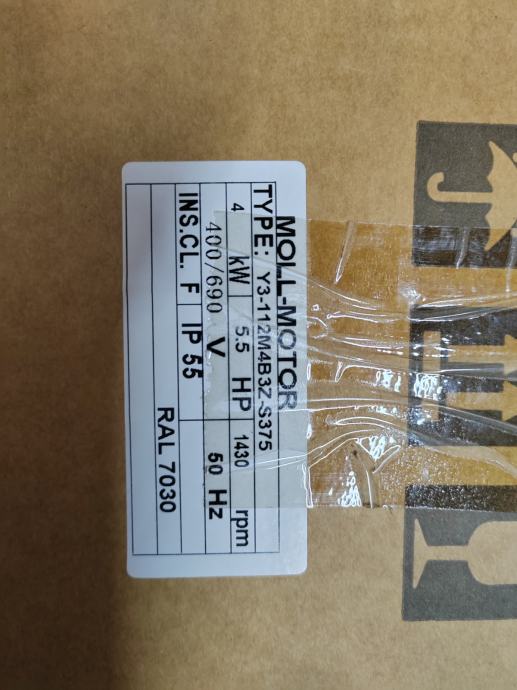 MOLL-MOTOR
TYPE: Y3-112M4B3Z-S375
4 kW 5.5 HP 1430 rpm
400/690 V 50 Hz
INS.CL. F IP 55
RAL 7030